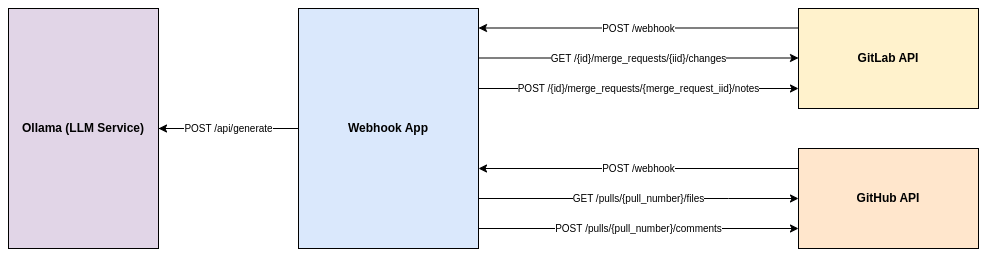 Ollama (LLM Service)
POST /api/generate
Webhook App
POST /webhook
GET /{id}/merge_requests/{iid}/changes
POST /{id}/merge_requests/{merge_request_iid}/notes
GitLab API
POST /webhook
GET /pulls/{pull_number}/files
POST /pulls/{pull_number}/comments
GitHub API